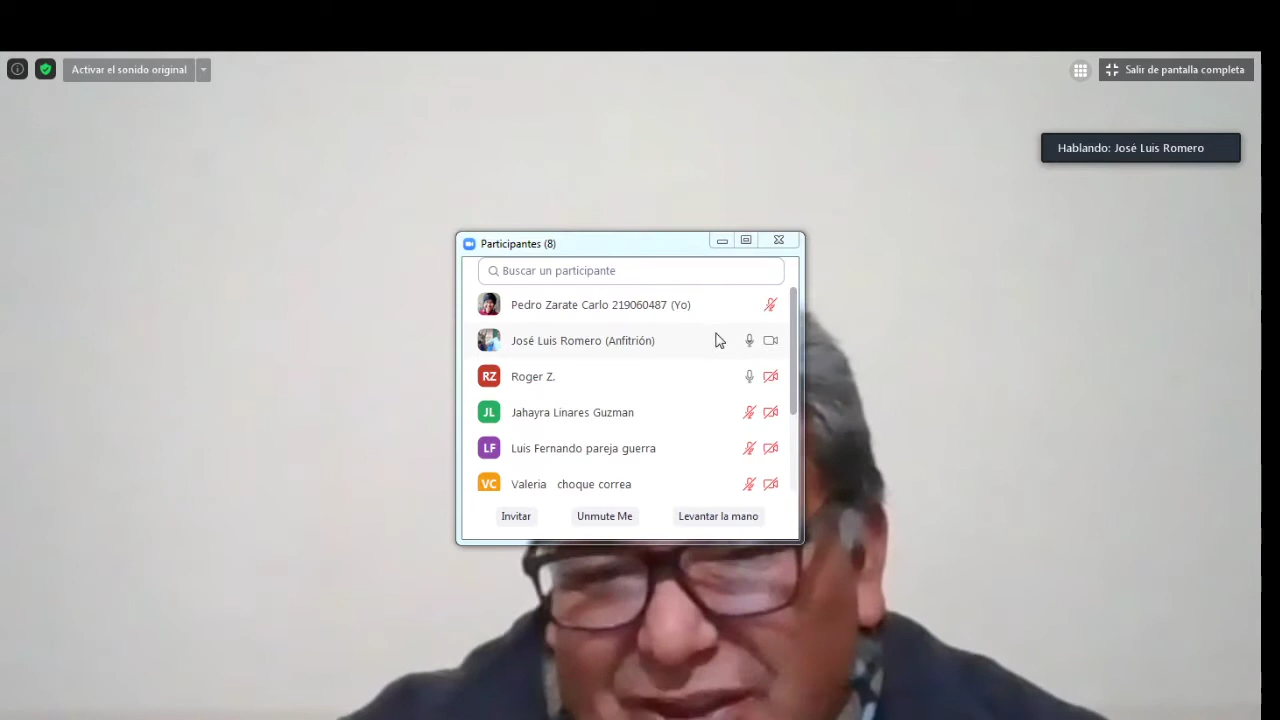 Activar el sonido original
Salir de pantalla completa
Hablando: José Luis Romero
Participantes (8)
Buscar un participante
Pedro Zarate Carlo 219060487 (Yo)
José Luis Romero (Anfitrión)
RZ Roger Z.
JL Jahayra Linares Guzman
LF Luis Fernando pareja guerra
VC Valeria choque correa
Invitar Unmute Me Levantar la mano